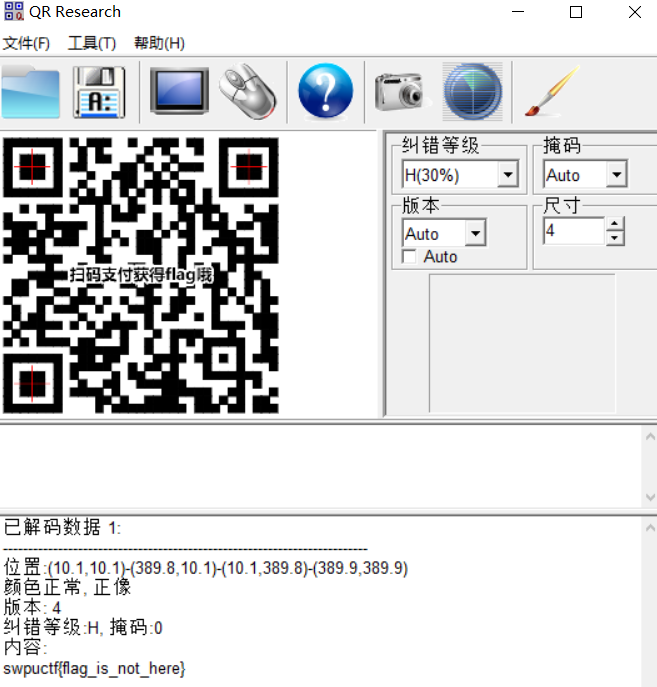 QR Research
文件(F) 工具(T) 帮助(H)
A:
?
纠错等级
掩码
H(30%)
Auto
版本
尺寸
Auto
4
Auto
扫码支付获得flag哦
已解码数据 1:
---------------------------------------------------------------------------
位置:(10.1,10.1)-(389.8,10.1)-(10.1,389.8)-(389.9,389.9)
颜色正常, 正像
版本: 4
纠错等级:H, 掩码:0
内容:
swpuctf{flag_is_not_here}